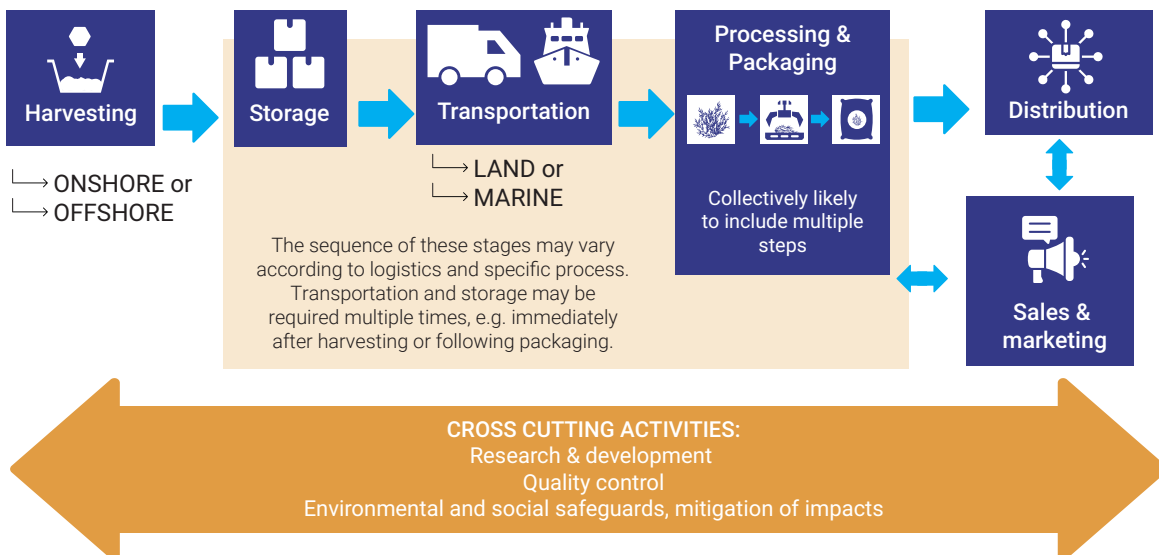 Harvesting
ONSHORE or
OFFSHORE
Storage
Transportation
LAND or
MARINE
The sequence of these stages may vary
according to logistics and specific process.
Transportation and storage may be
required multiple times, e.g. immediately
after harvesting or following packaging.
Processing &
Packaging
Collectively likely
to include multiple
steps
Distribution
Sales &
marketing
CROSS CUTTING ACTIVITIES:
Research & development
Quality control
Environmental and social safeguards, mitigation of impacts